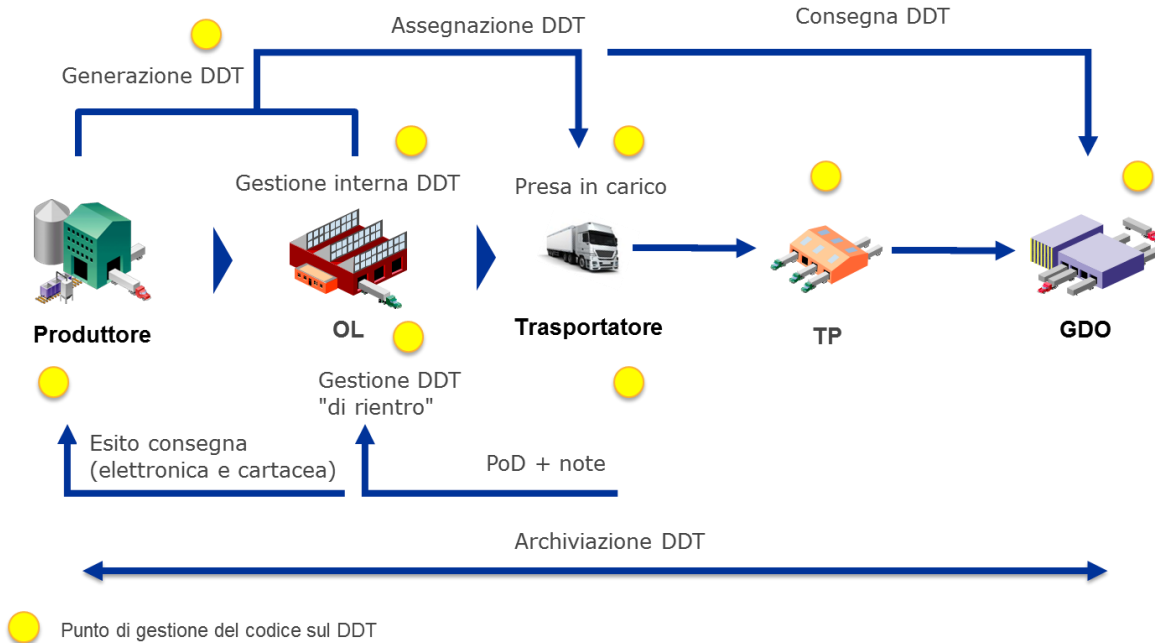 Assegnazione DDT
Consegna DDT
Generazione DDT
Gestione interna DDT
Presa in carico
Produttore
OL
Trasportatore
TP
GDO
Gestione DDT
"di rientro"
Esito consegna
(elettronica e cartacea)
PoD + note
Archiviazione DDT
Punto di gestione del codice sul DDT